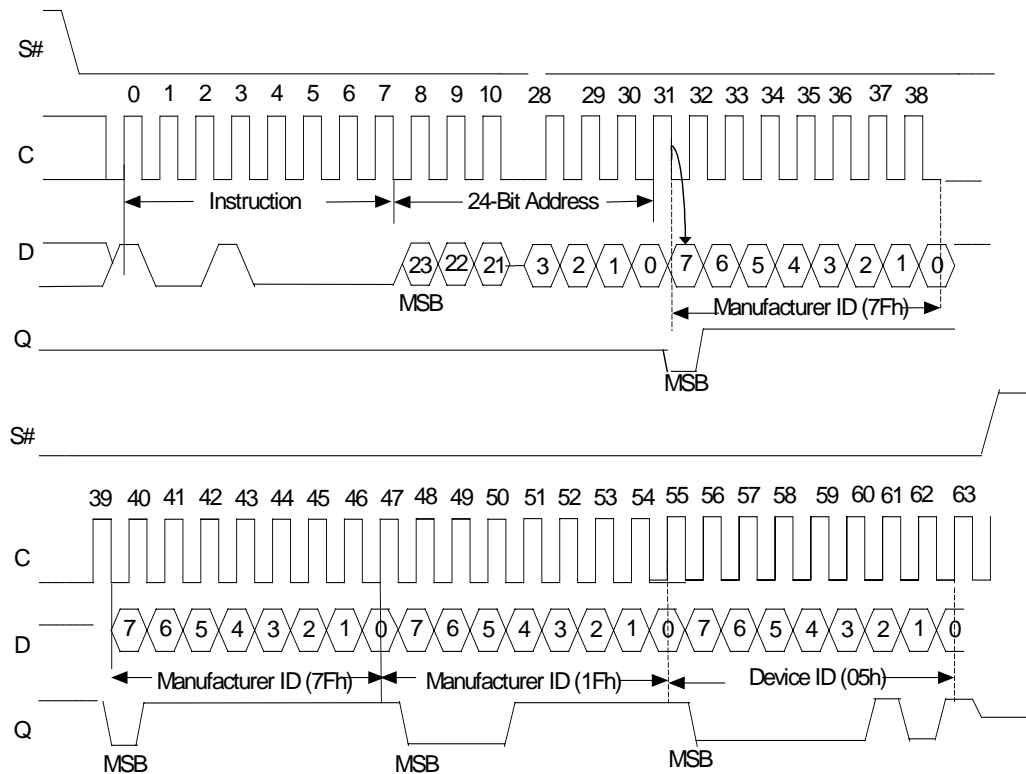 S#
0 1 2 3 4 5 6 7 8 9 10 28 29 30 31 32 33 34 35 36 37 38
C
Instruction 24-Bit Address
D
23 22 21 3 2 1 0 7 6 5 4 3 2 1 0
MSB Manufacturer ID (7Fh)
Q
MSB
S#
39 40 41 42 43 44 45 46 47 48 49 50 51 52 53 54 55 56 57 58 59 60 61 62 63
C
D
7 6 5 4 3 2 1 0 7 6 5 4 3 2 1 0 7 6 5 4 3 2 1 0
Manufacturer ID (7Fh) Manufacturer ID (1Fh) Device ID (05h)
Q
MSB MSB MSB